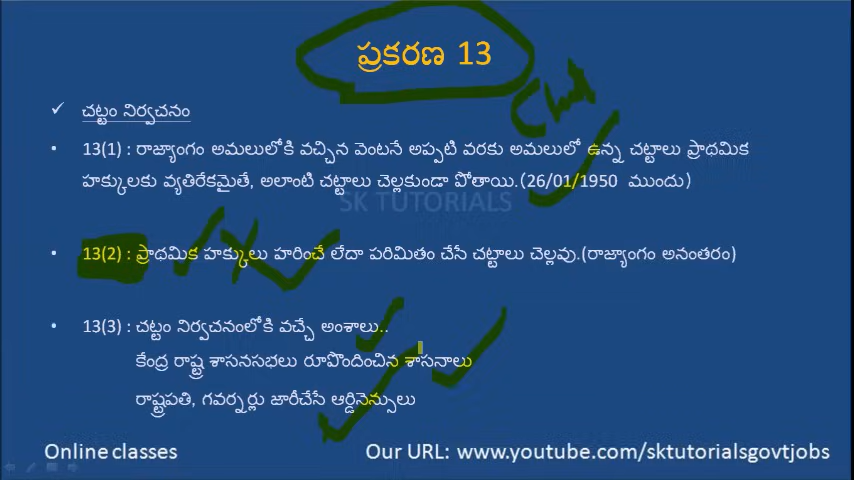 ప్రకరణ 13
చట్టం నిర్వచనం
13(1) : రాజ్యాంగం అమలులోకి వచ్చిన వెంటనే అప్పటి వరకు అమలులో ఉన్న చట్టాలు ప్రాథమిక
హక్కులకు వ్యతిరేకమైతే, అలాంటి చట్టాలు చెల్లకుండా పోతాయి.(26/01/1950 ముందు)
SK TUTORIALS
13(2) : ప్రాథమిక హక్కులు హరించే లేదా పరిమితం చేసే చట్టాలు చెల్లవు.(రాజ్యాంగం అనంతరం)
13(3) : చట్టం నిర్వచనంలోకి వచ్చే అంశాలు..
కేంద్ర రాష్ట్ర శాసనసభలు రూపొందించిన శాసనాలు
రాష్ట్రపతి, గవర్నర్లు జారీచేసే ఆర్డినెన్సులు
Online classes
Our URL: www.youtube.com/sktutorialsgovtjobs